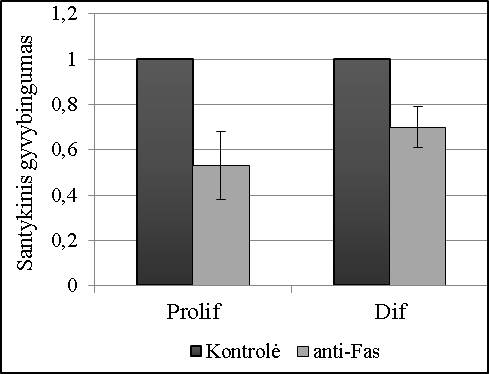 Santykinis gyvybingumas
1,2
1
0,8
0,6
0,4
0,2
0
Prolif Dif
Kontrolė anti-Fas